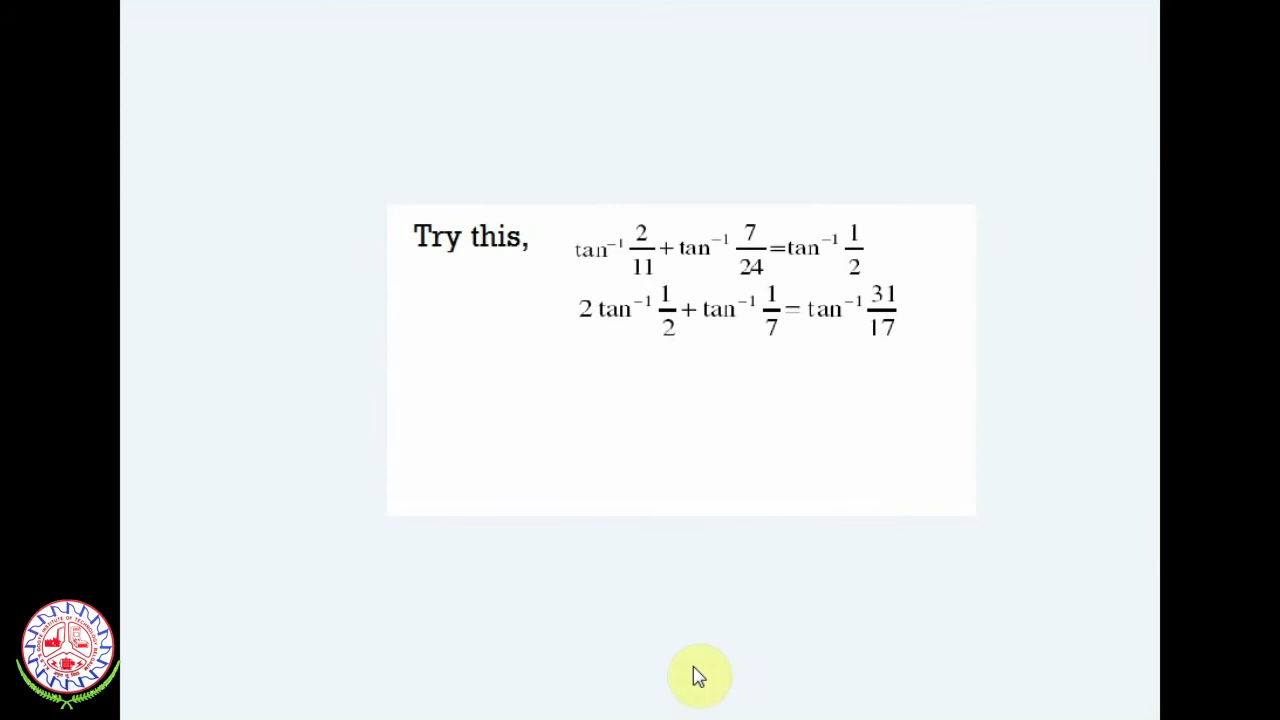 Try this, tan⁻¹ 2/11 + tan⁻¹ 7/24 = tan⁻¹ 1/2
2 tan⁻¹ 1/2 + tan⁻¹ 1/7 = tan⁻¹ 31/17